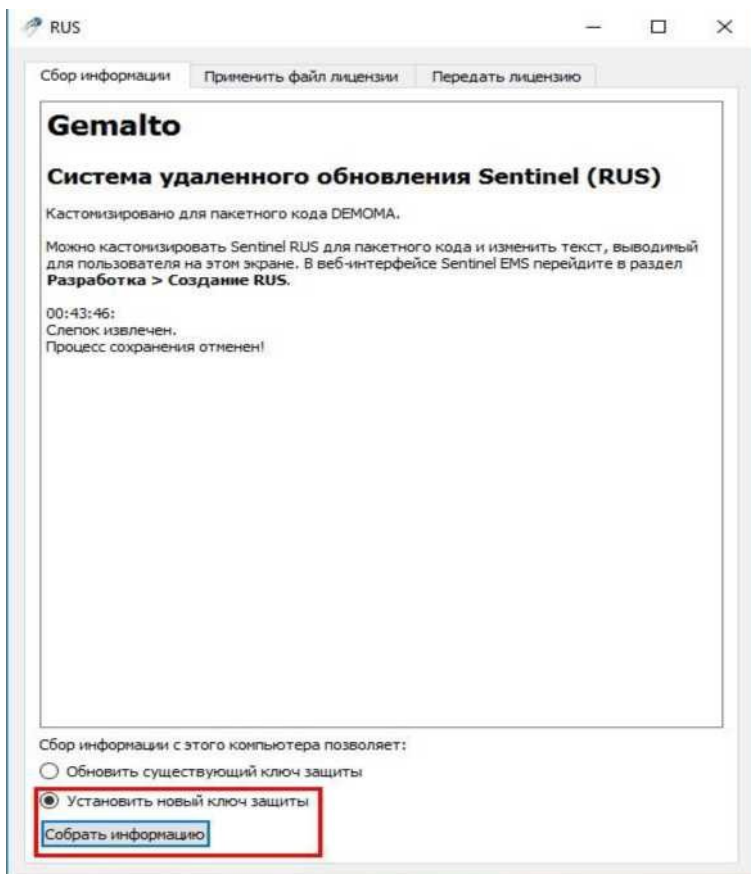 RUS
Сбор информации Применить файл лицензии Передать лицензию
Gemalto
Система удаленного обновления Sentinel (RUS)
Кастомизировано для пакетного кода DEMOMA.
Можно кастомизировать Sentinel RUS для пакетного кода и изменить текст, выводимый
для пользователя на этом экране. В веб-интерфейсе Sentinel EMS перейдите в раздел
Разработка > Создание RUS.
00:43:46:
Слепок извлечен.
Процесс сохранения отменен!
Сбор информации с этого компьютера позволяет:
Обновить существующий ключ защиты
Установить новый ключ защиты
Собрать информацию